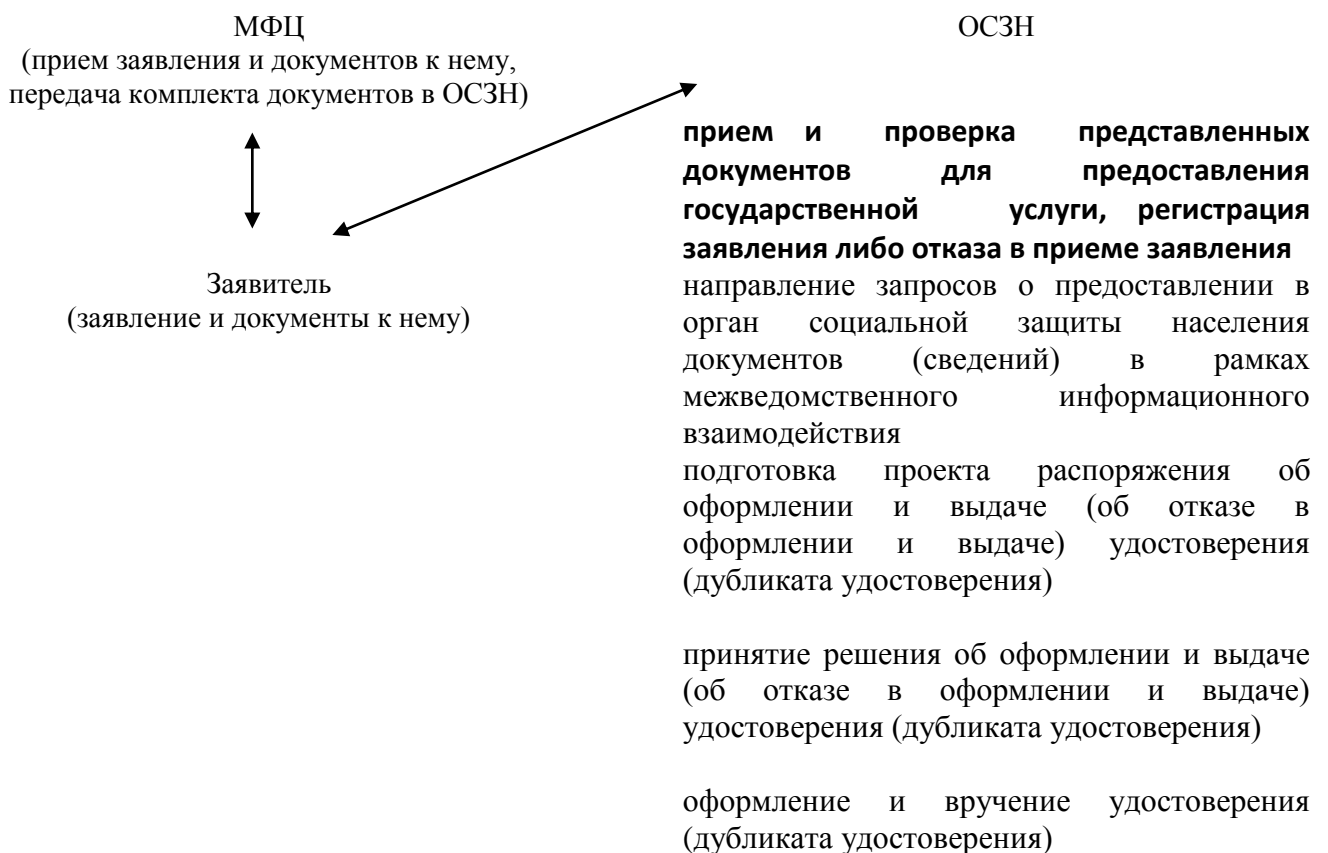 МФЦ
(прием заявления и документов к нему,
передача комплекта документов в ОСЗН)
Заявитель
(заявление и документы к нему)
ОСЗН
прием и проверка представленных
документов для предоставления
государственной услуги, регистрация
заявления либо отказа в приеме заявления
направление запросов о предоставлении в
орган социальной защиты населения
документов (сведений) в рамках
межведомственного информационного
взаимодействия
подготовка проекта распоряжения об
оформлении и выдаче (об отказе в
оформлении и выдаче) удостоверения
(дубликата удостоверения)
принятие решения об оформлении и выдаче
(об отказе в оформлении и выдаче)
удостоверения (дубликата удостоверения)
оформление и вручение удостоверения
(дубликата удостоверения)